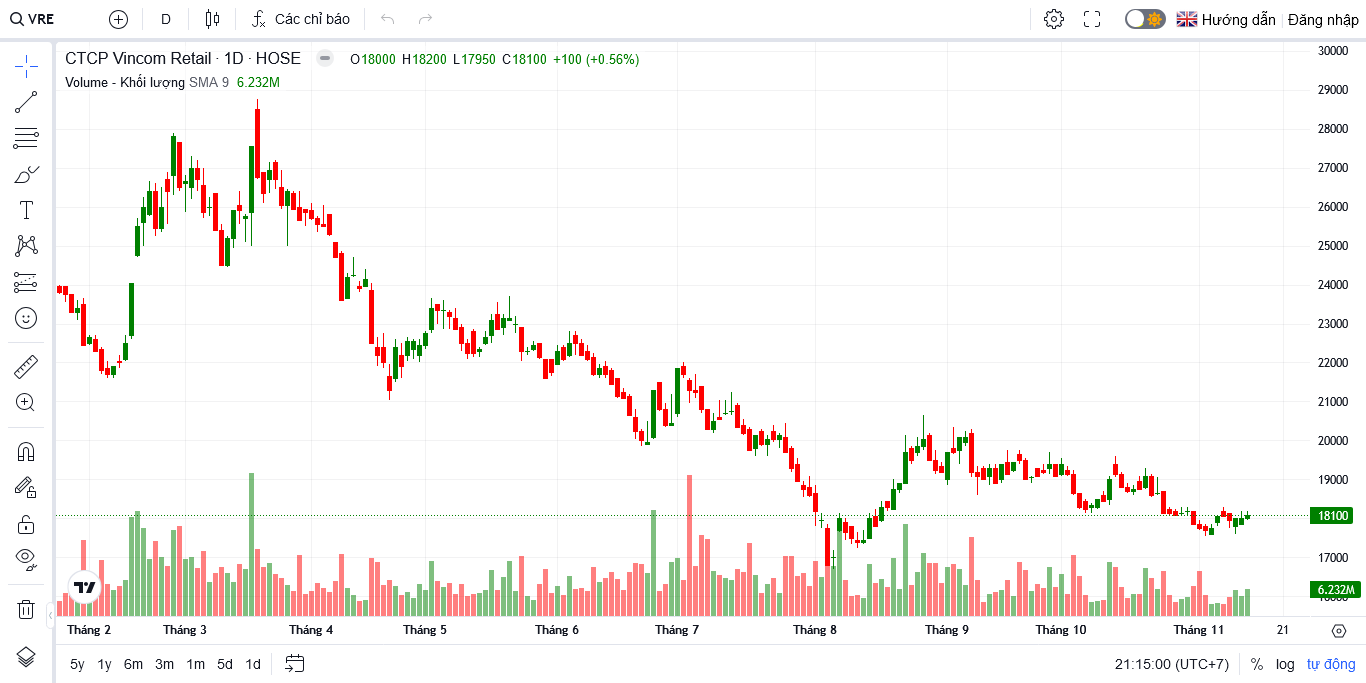 VRE D Các chỉ báo Hướng dẫn Đăng nhập
CTCP Vincom Retail · 1D · HOSE O18000 H18200 L17950 C18100 +100 (+0.56%)
Volume - Khối lượng SMA 9 6.232M
30000
29000
28000
27000
26000
25000
24000
23000
22000
21000
20000
19000
18100
17000
6.232M
Tháng 2 Tháng 3 Tháng 4 Tháng 5 Tháng 6 Tháng 7 Tháng 8 Tháng 9 Tháng 10 Tháng 11 21
5y 1y 6m 3m 1m 5d 1d 21:15:00 (UTC+7) % log tự động